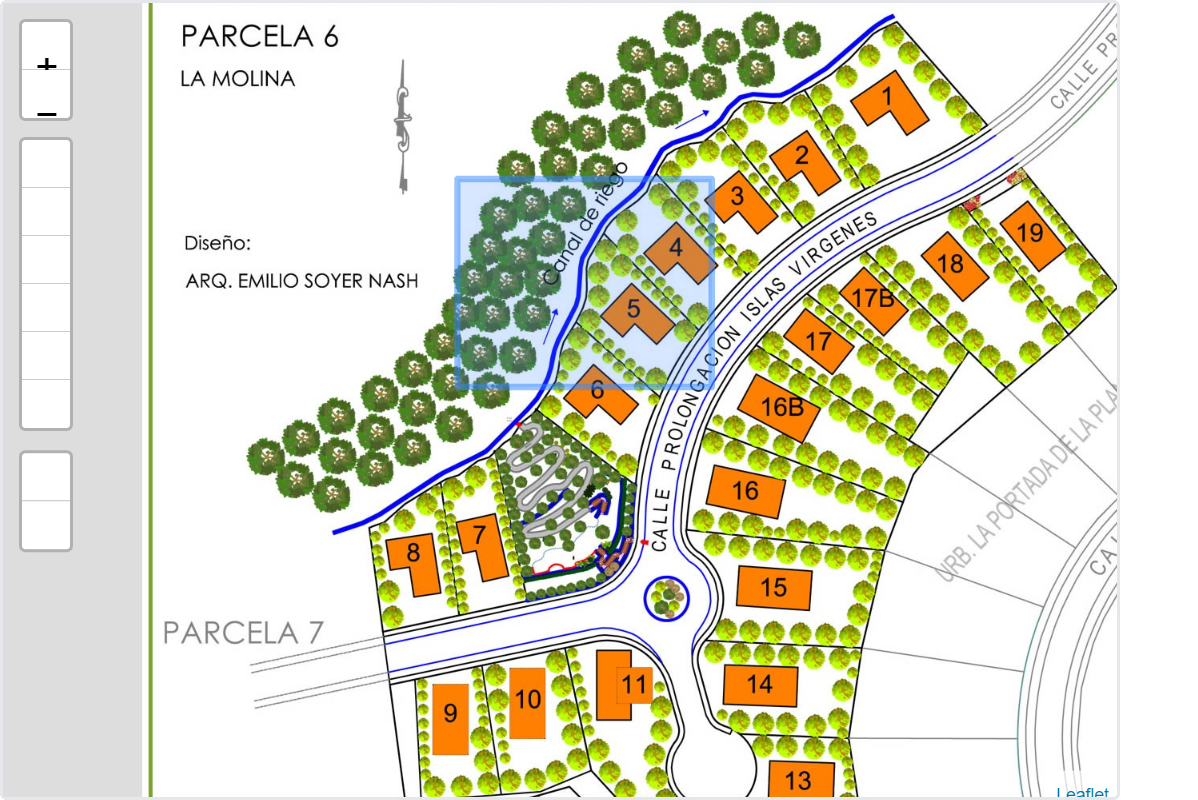 +
−
PARCELA 6
LA MOLINA
Diseño:
ARQ. EMILIO SOYER NASH
Canal de riego
CALLE PR
1
2
3
4
5
6
CALLE PROLONGACION ISLAS VIRGENES
19
18
17B
17
16B
16
15
14
13
URB. LA PORTADA DE LA PLA
CAL
7
8
PARCELA 7
9
10
11
Leaflet